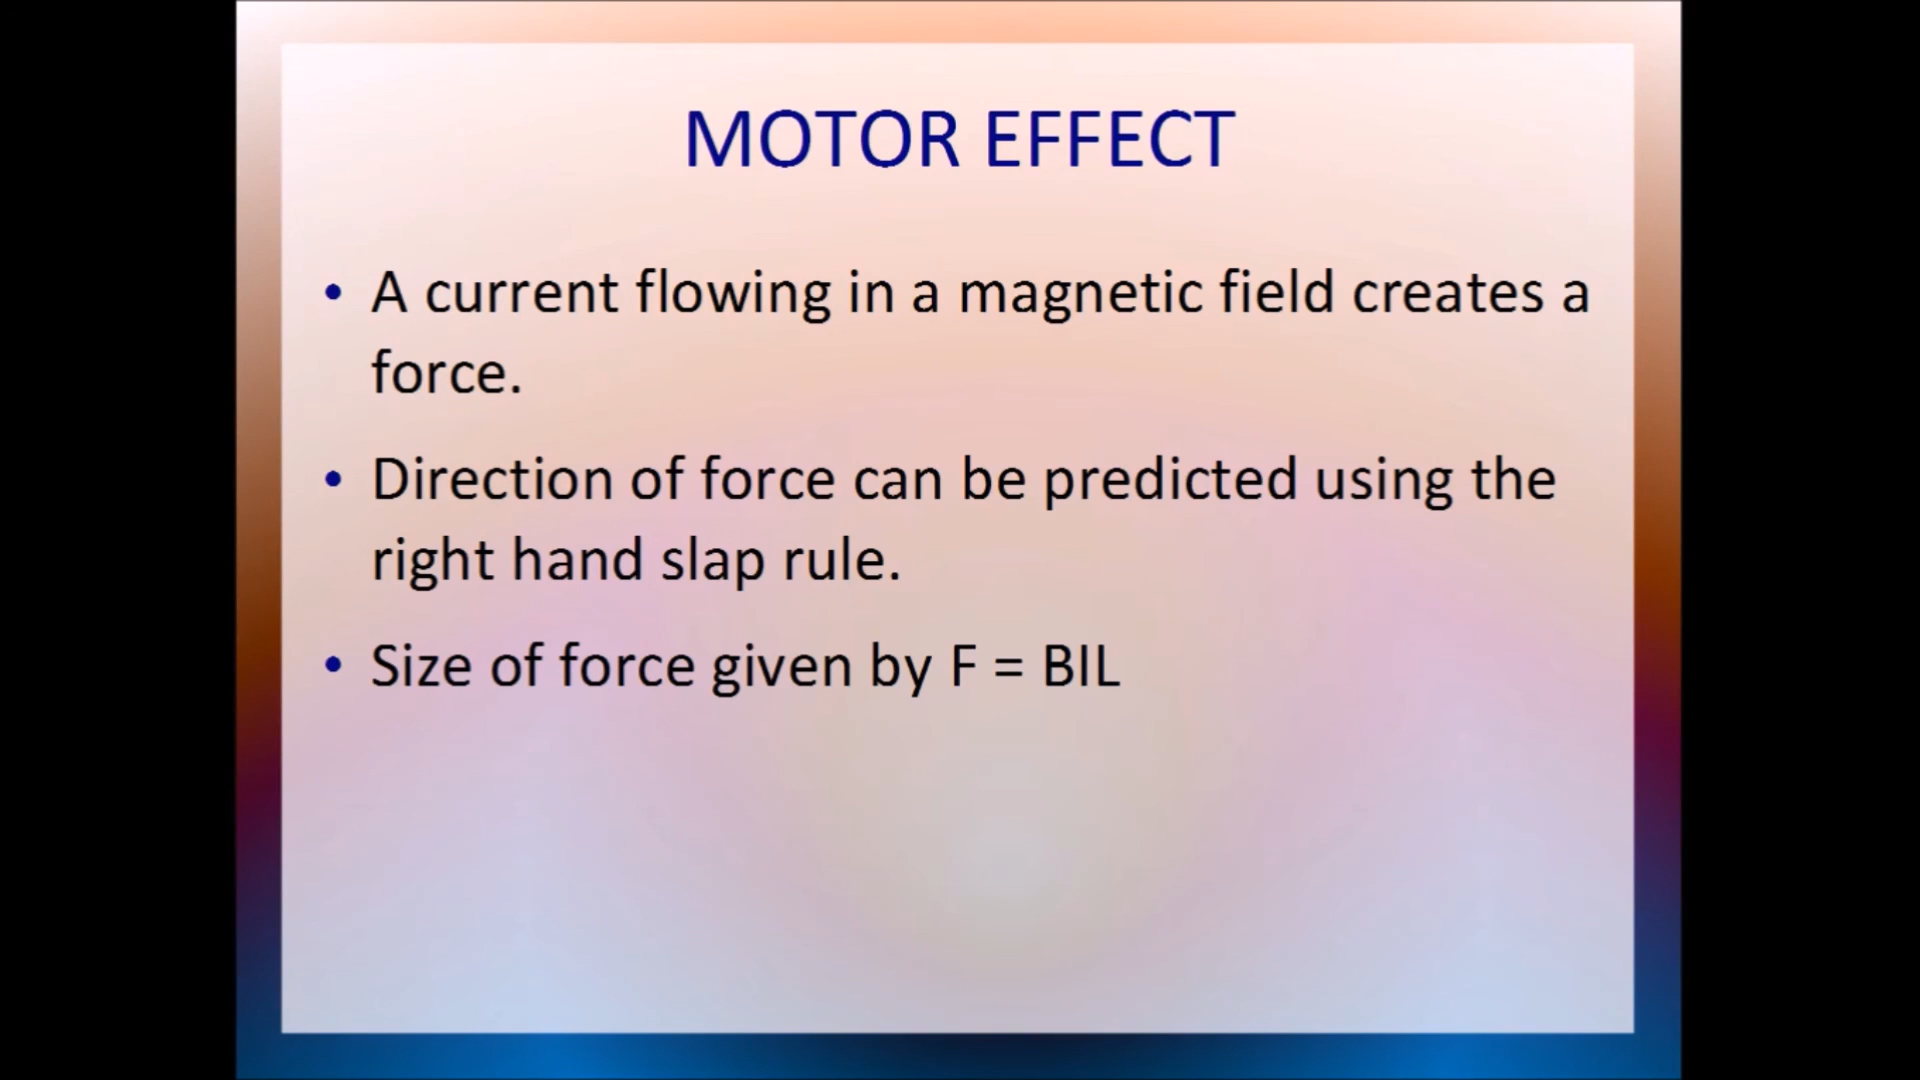 MOTOR EFFECT
• A current flowing in a magnetic field creates a
force.
• Direction of force can be predicted using the
right hand slap rule.
• Size of force given by F = BIL